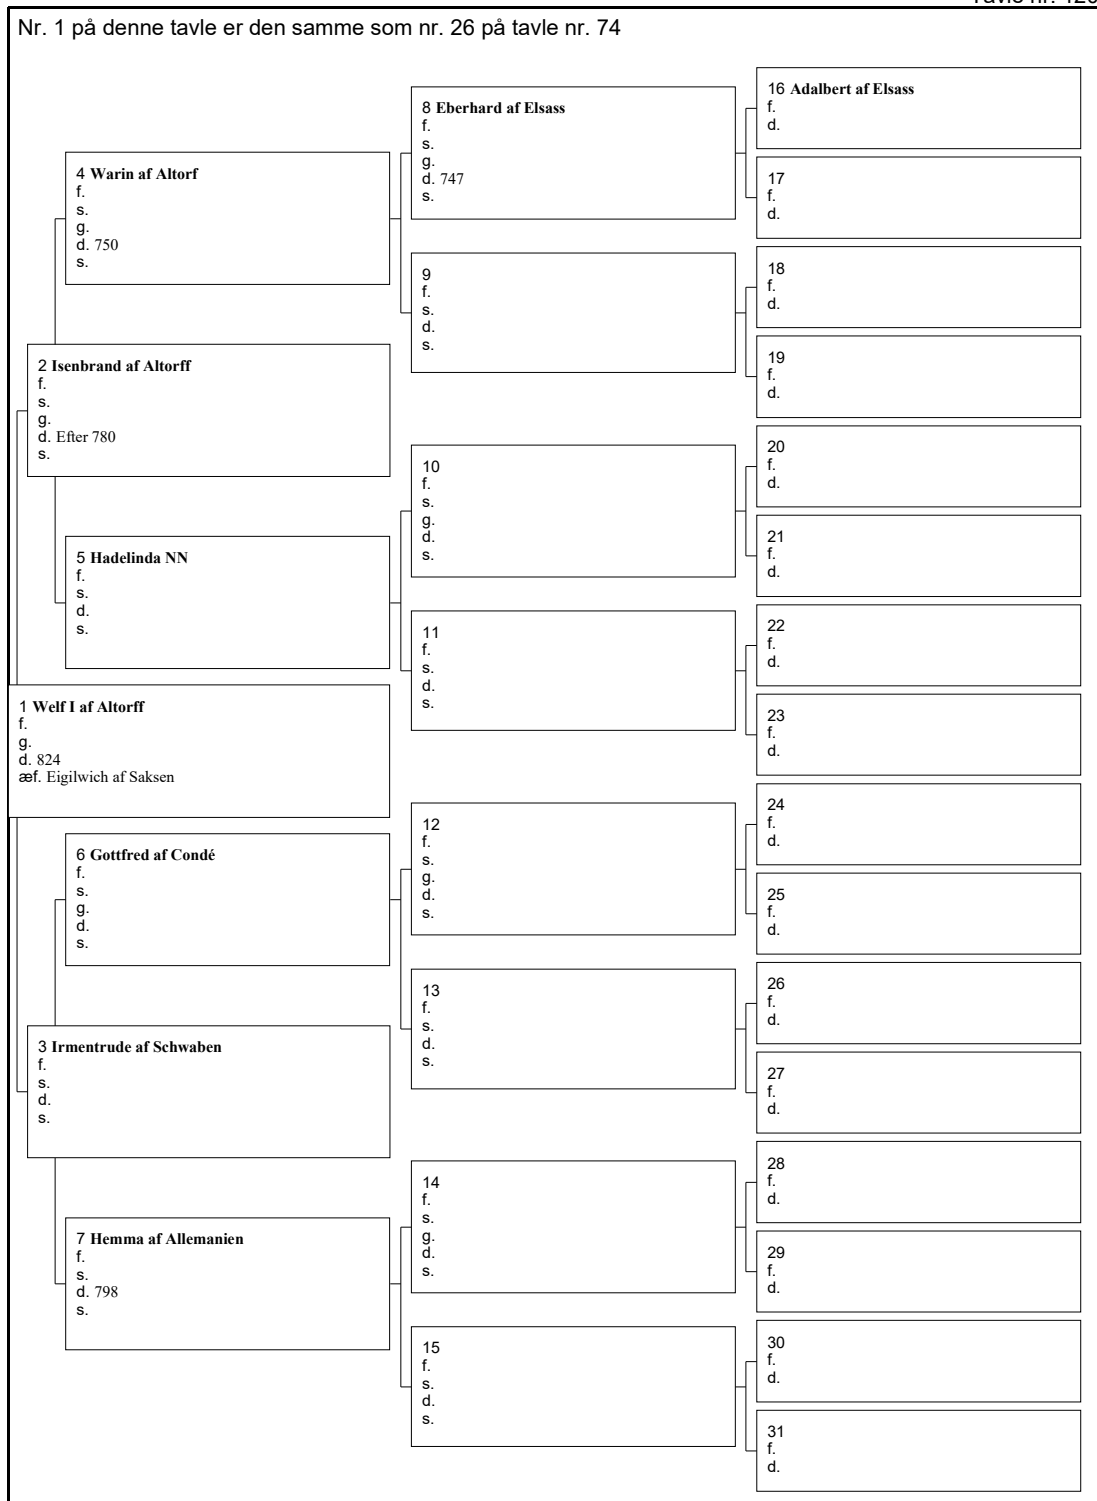 Nr. 1 på denne tavle er den samme som nr. 26 på tavle nr. 74
16 Adalbert af Elsass
f.
d.
8 Eberhard af Elsass
f.
s.
g.
d. 747
s.
17
f.
d.
4 Warin af Altorf
f.
s.
g.
d. 750
s.
18
f.
d.
9
f.
s.
d.
s.
19
f.
d.
2 Isenbrand af Altorff
f.
s.
g.
d. Efter 780
s.
20
f.
d.
10
f.
s.
g.
d.
s.
21
f.
d.
5 Hadelinda NN
f.
s.
d.
s.
22
f.
d.
11
f.
s.
d.
s.
23
f.
d.
1 Welf I af Altorff
f.
g.
d. 824
æf. Eigilwich af Saksen
24
f.
d.
12
f.
s.
g.
d.
s.
6 Gottfred af Condé
f.
s.
g.
d.
s.
25
f.
d.
26
f.
d.
13
f.
s.
d.
s.
3 Irmentrude af Schwaben
f.
s.
d.
s.
27
f.
d.
28
f.
d.
14
f.
s.
g.
d.
s.
7 Hemma af Allemanien
f.
s.
d. 798
s.
29
f.
d.
30
f.
d.
15
f.
s.
d.
s.
31
f.
d.